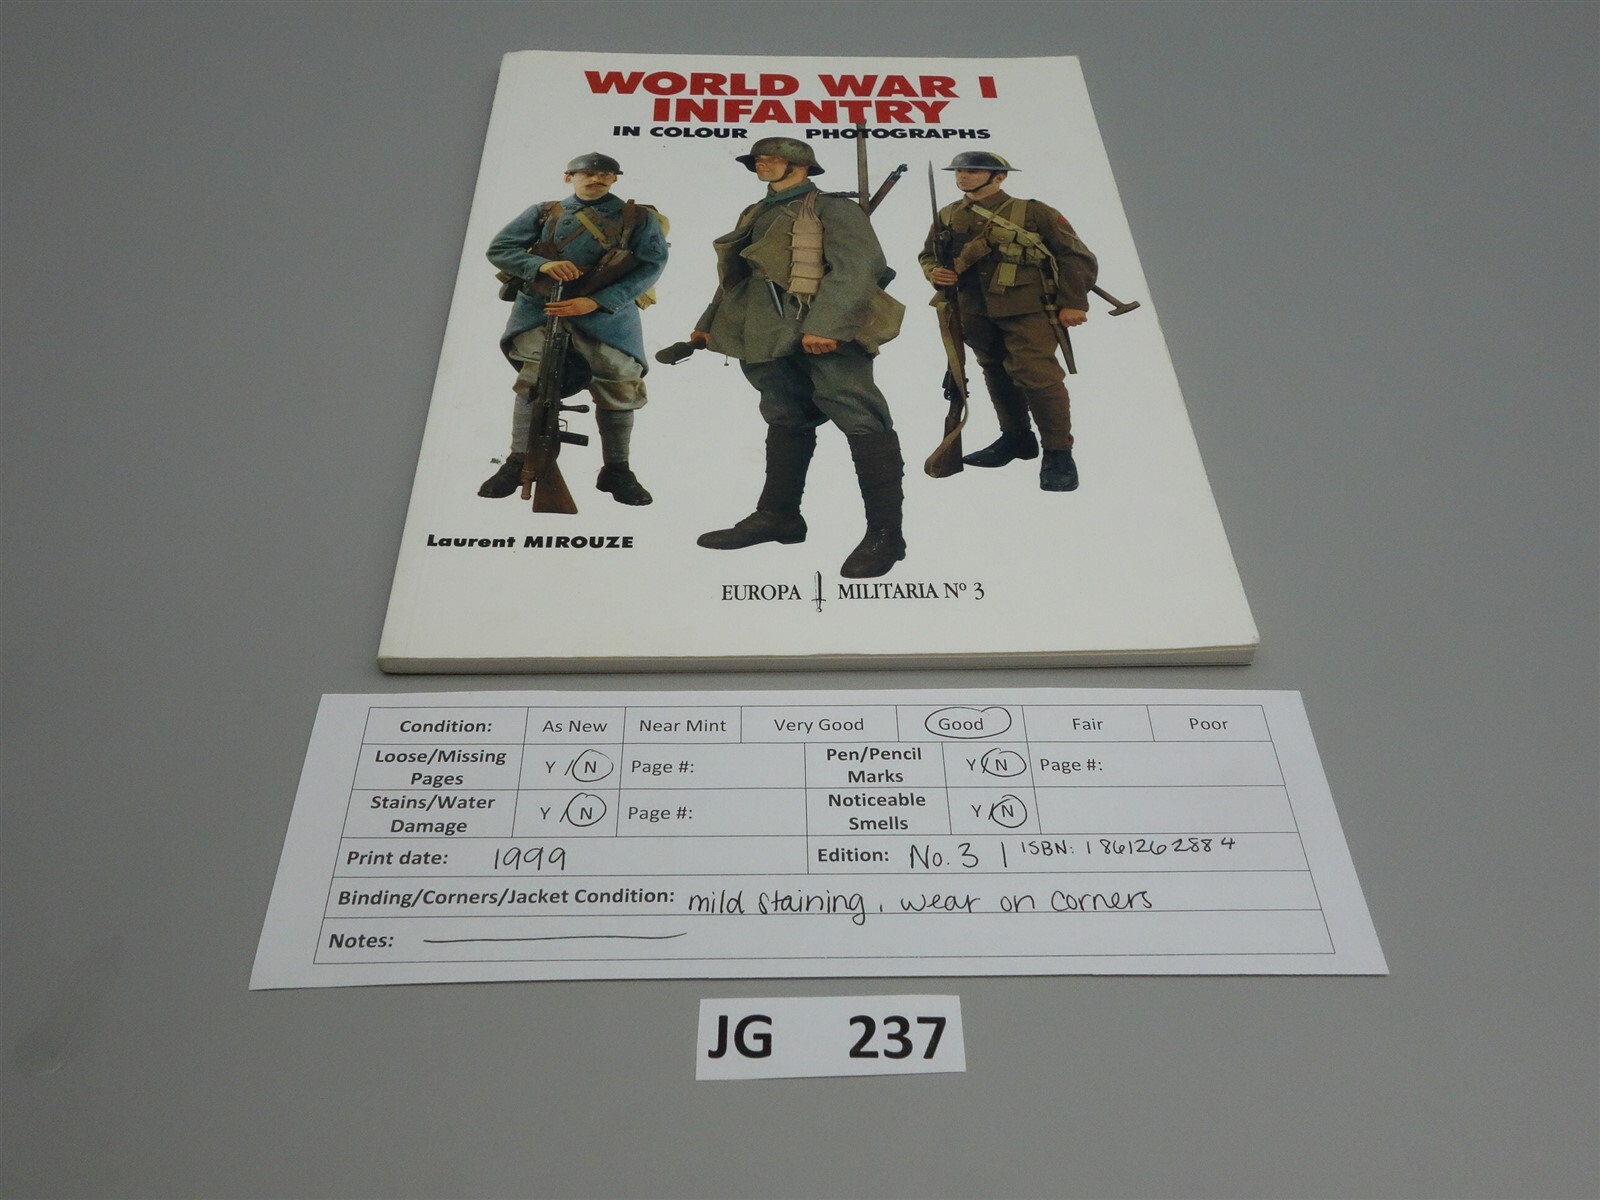 WORLD WAR I
INFANTRY
IN COLOUR PHOTOGRAPHS
Laurent MIROUZE
EUROPA MILITARIA Nº 3
Condition: As New Near Mint Very Good Good Fair Poor
Loose/Missing Pages Y / N Page #: Pen/Pencil Marks Y / N Page #:
Stains/Water Damage Y / N Page #: Noticeable Smells Y / N
Print date: 1999 Edition: No. 3 | ISBN: 1861262884
Binding/Corners/Jacket Condition: mild staining, wear on corners
Notes:
JG 237